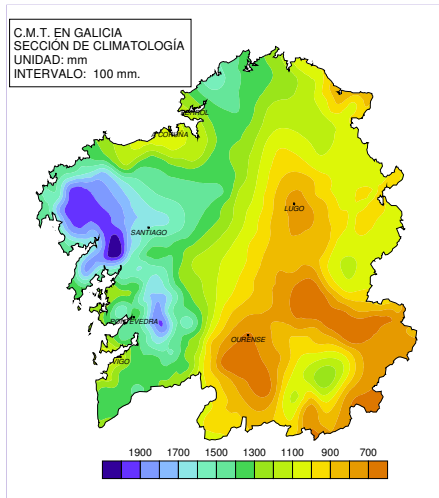 C.M.T. EN GALICIA
SECCIÓN DE CLIMATOLOGÍA
UNIDAD: mm
INTERVALO: 100 mm.
FERROL
A CORUÑA
LUGO
SANTIAGO
PONTEVEDRA
OURENSE
VIGO
1900 1700 1500 1300 1100 900 700